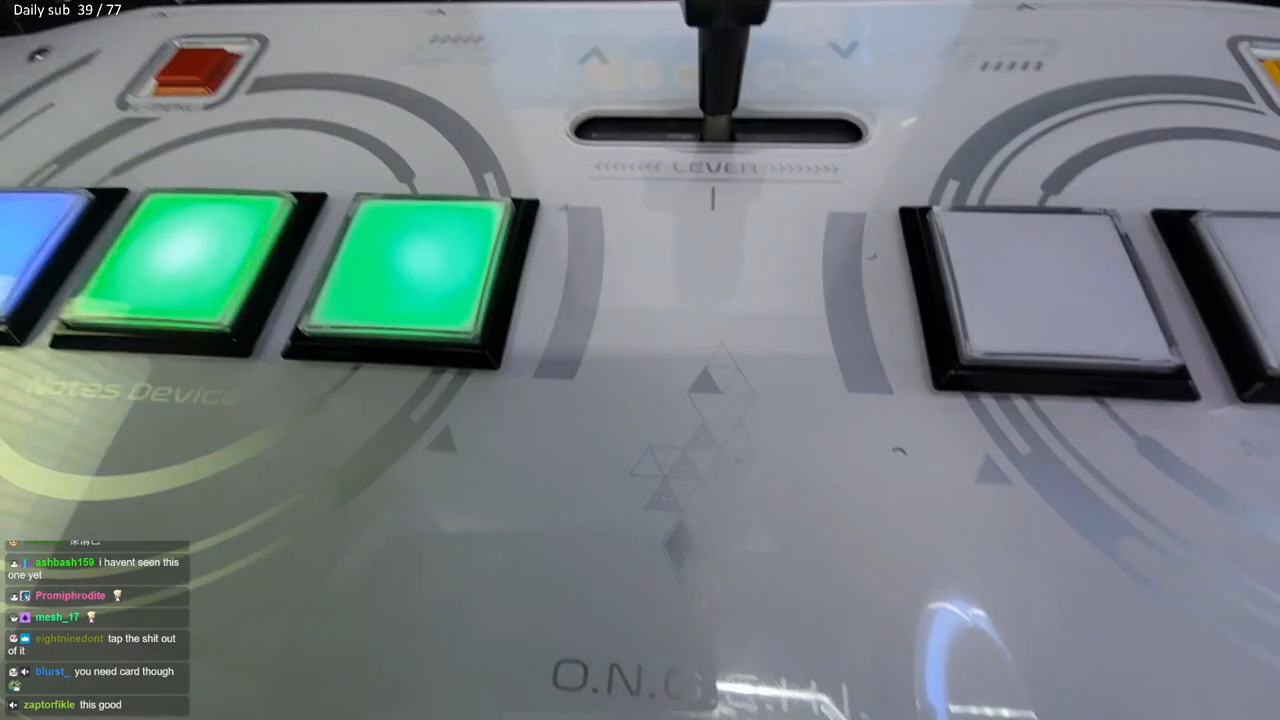 Daily sub 39 / 77
LEVER
Notes Device
O.N.G.E.K.I.
ashbash159 i havent seen this
one yet
Promiphrodite
mesh_17
eightninedont tap the shit out
of it
blurst_ you need card though
zaptorfikle this good